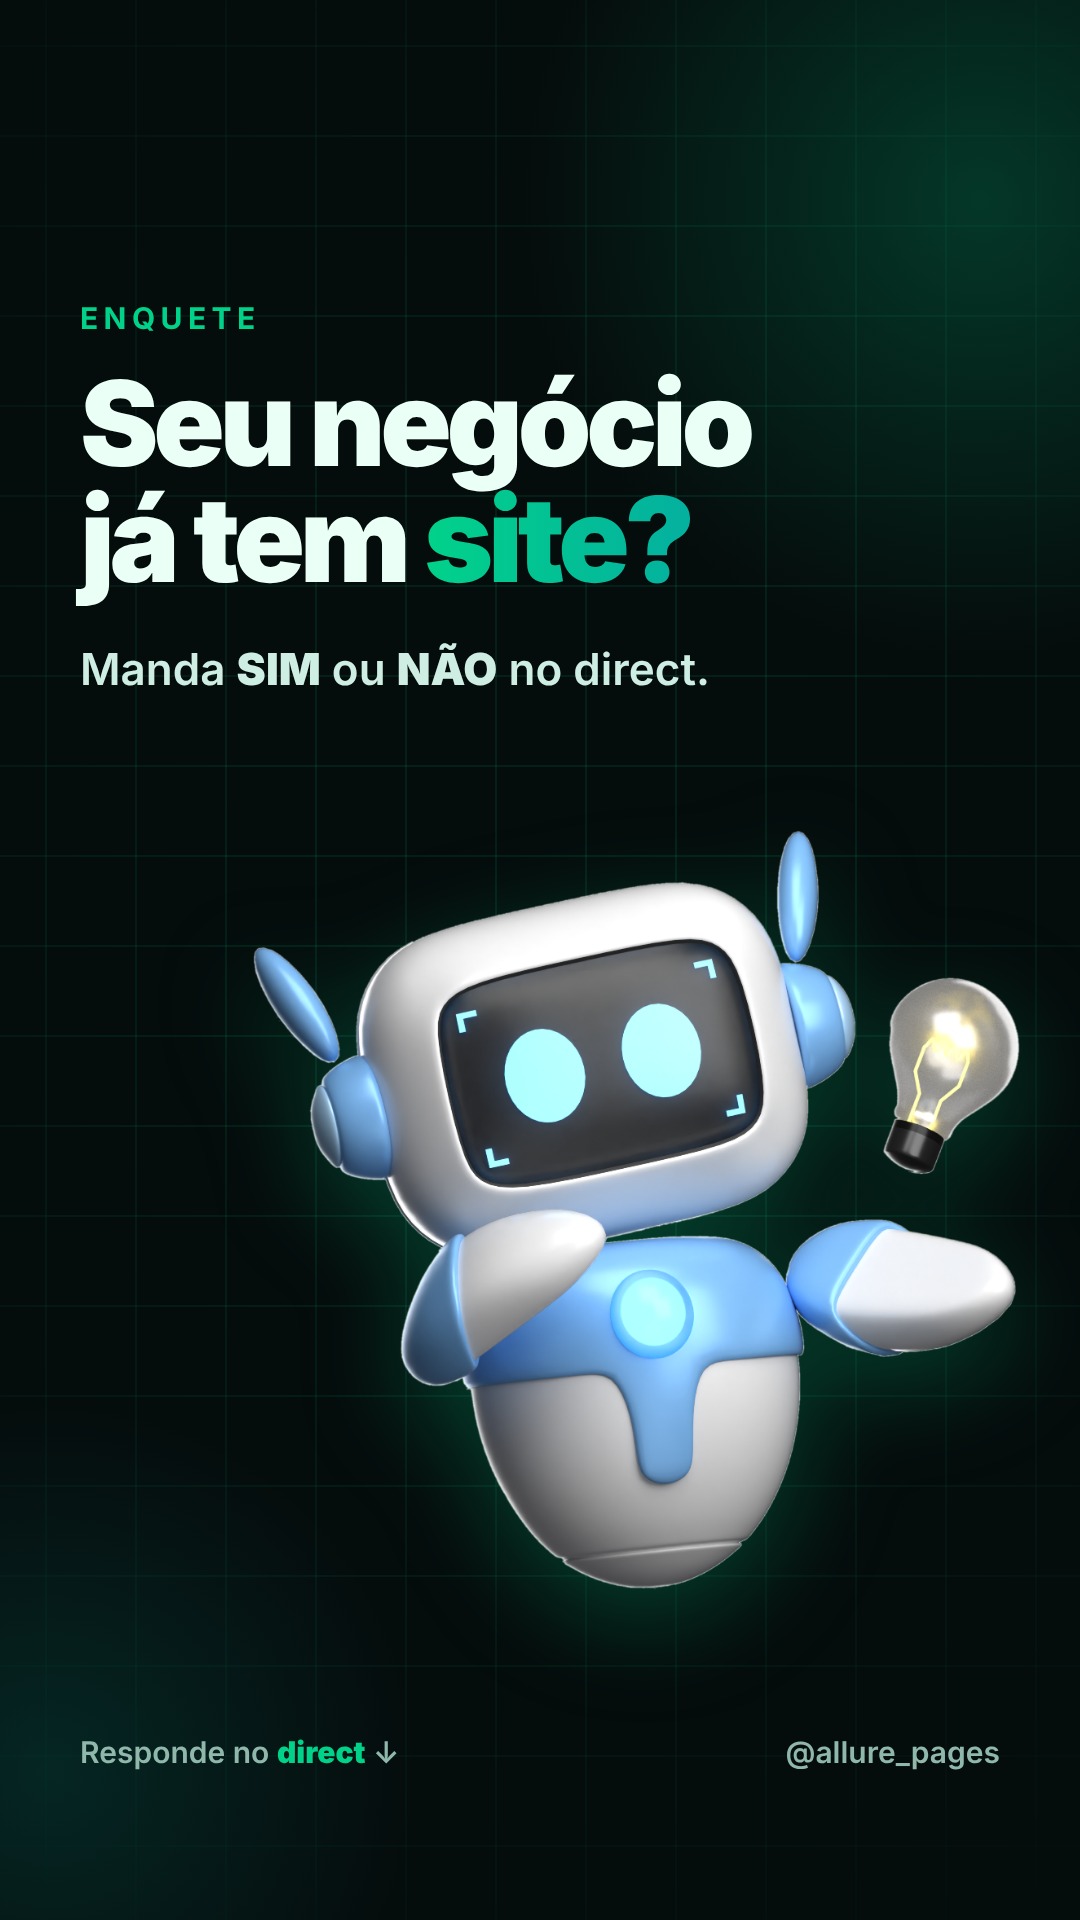 ENQUETE
Seu negócio
já tem site?
Manda SIM ou NÃO no direct.
Responde no direct ↓
@allure_pages